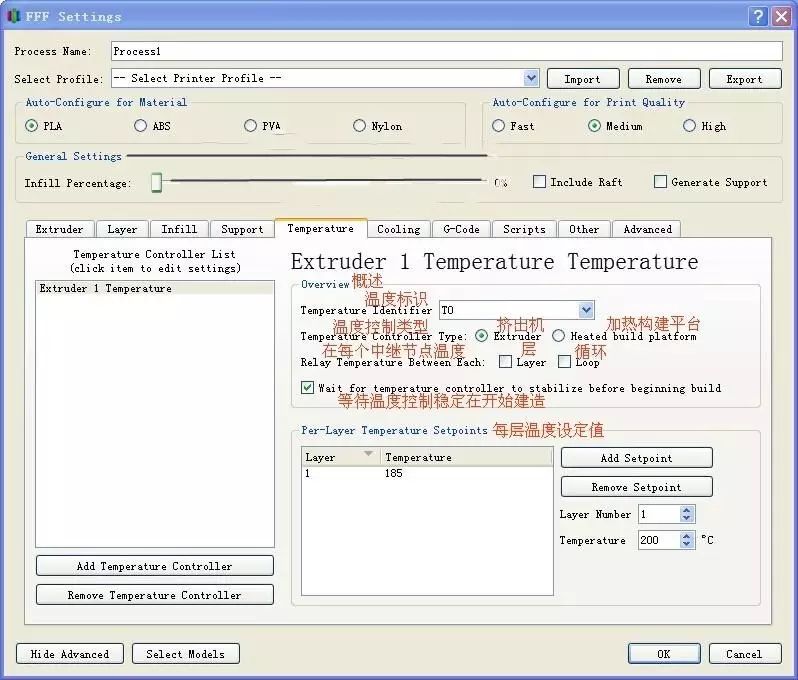 FFF Settings
Process Name: Process1
Select Profile: -- Select Printer Profile -- Import Remove Export
Auto-Configure for Material Auto-Configure for Print Quality
PLA ABS PVA Nylon Fast Medium High
General Settings
Infill Percentage: 0% Include Raft Generate Support
Extruder Layer Infill Support Temperature Cooling G-Code Scripts Other Advanced
Temperature Controller List
(click item to edit settings)
Extruder 1 Temperature
Add Temperature Controller
Remove Temperature Controller
Extruder 1 Temperature Temperature
Overview 概述
温度标识
Temperature Identifier T0
温度控制类型 挤出机 加热构建平台
Temperature Controller Type: Extruder Heated build platform
在每个中继节点温度 层 循环
Relay Temperature Between Each: Layer Loop
Wait for temperature controller to stabilize before beginning build
等待温度控制稳定在开始建造
Per-Layer Temperature Setpoints 每层温度设定值
Layer Temperature
1 185
Add Setpoint
Remove Setpoint
Layer Number 1
Temperature 200 °C
Hide Advanced Select Models OK Cancel